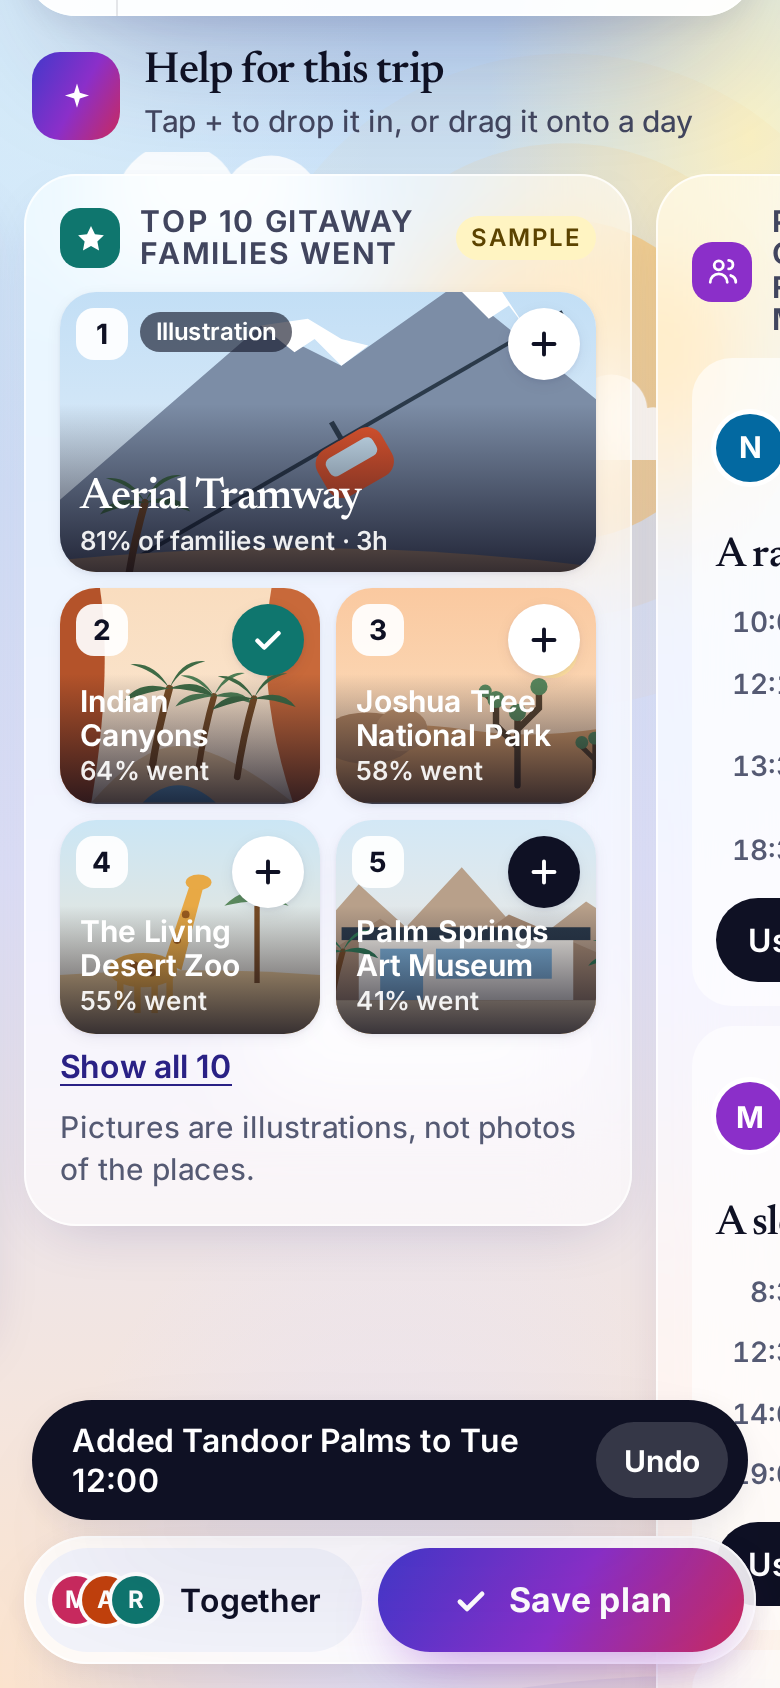 Help for this trip
Tap + to drop it in, or drag it onto a day
TOP 10 GITAWAY
FAMILIES WENT
SAMPLE
1
Illustration
Aerial Tramway
81% of families went · 3h
2
Indian
Canyons
64% went
3
Joshua Tree
National Park
58% went
4
The Living
Desert Zoo
55% went
5
Palm Springs
Art Museum
41% went
Show all 10
Pictures are illustrations, not photos
of the places.
N
M
Added Tandoor Palms to Tue
12:00
Undo
M A R
Together
Save plan